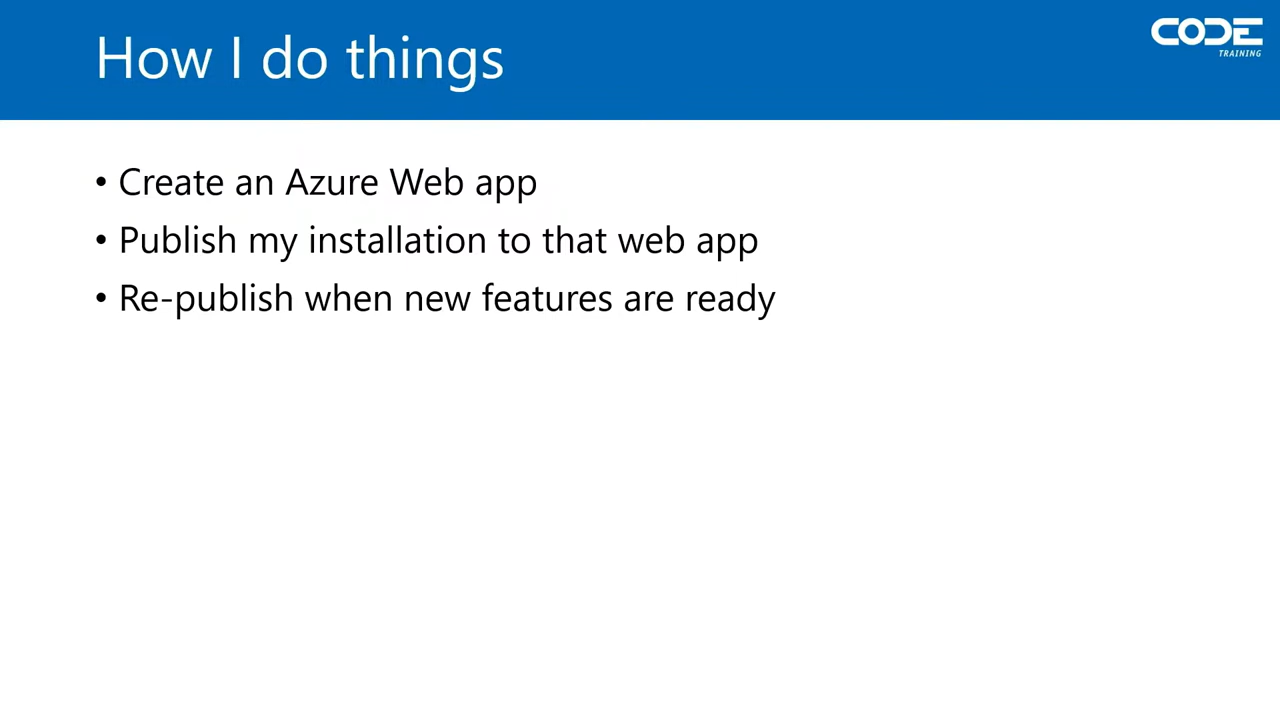 How I do things
CODE
TRAINING
• Create an Azure Web app
• Publish my installation to that web app
• Re-publish when new features are ready